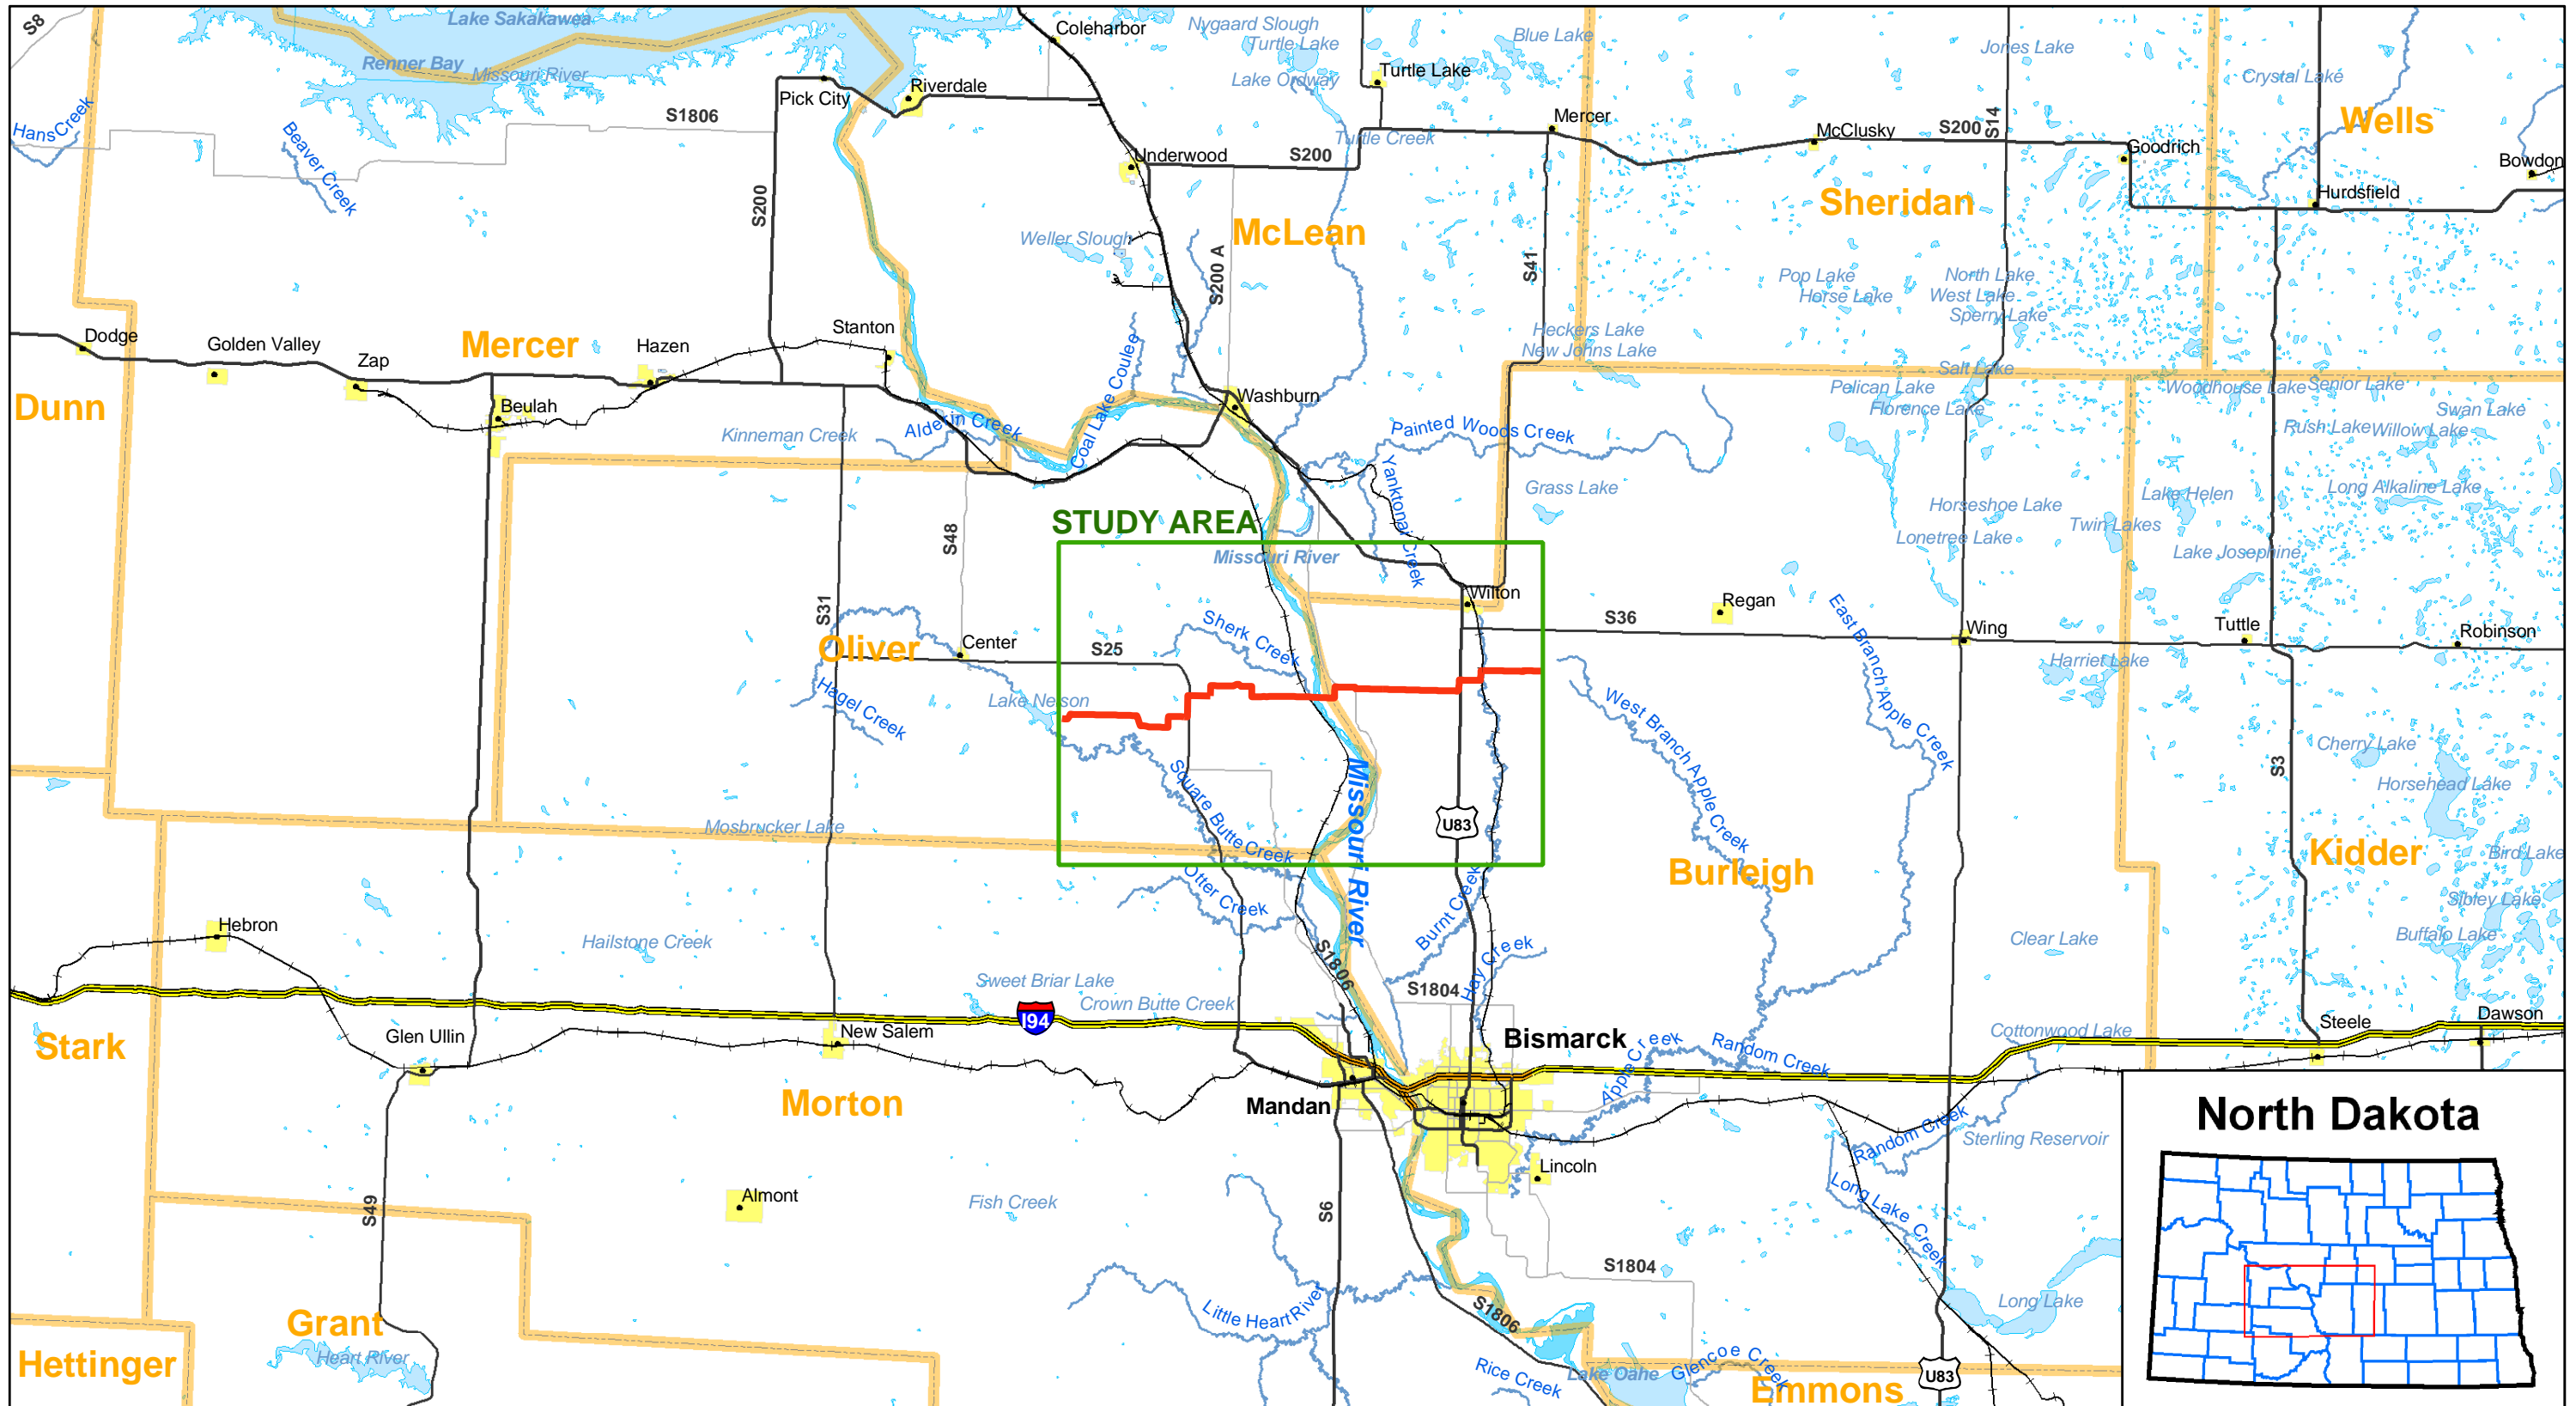 S8
Lake Sakakawea
Renner Bay
Missouri River
Coleharbor
Nygaard Slough
Turtle Lake
Lake Ordway
Blue Lake
Turtle Lake
Jones Lake
Crystal Lake
Wells
HansCreek
Beaver Creek
S1806
Pick City
Riverdale
Underwood
S200
Turtle Creek
Mercer
McClusky
S200
S14
Goodrich
Bowdon
Hurdsfield
S200
Weller Slough
S200 A
McLean
S41
Sheridan
Pop Lake
Horse Lake
North Lake
West Lake
Sperry Lake
Heckers Lake
New Johns Lake
Dodge
Golden Valley
Zap
Mercer
Hazen
Stanton
Dunn
Beulah
Kinneman Creek
Alderin Creek
Coal Lake Coulee
Washburn
Painted Woods Creek
Yanktonai Creek
Salt Lake
Pelican Lake
Florence Lake
Woodhouse Lake
Senior Lake
Swan Lake
Rush Lake
Willow Lake
Grass Lake
Horseshoe Lake
Lonetree Lake
Lake Helen
Twin Lakes
Long Alkaline Lake
Lake Josephine
STUDY AREA
Missouri River
S48
S31
Oliver
Center
S25
Sherk Creek
Wilton
S36
Regan
East Branch Apple Creek
Wing
Tuttle
Robinson
Harriet Lake
Hagel Creek
Lake Nelson
West Branch Apple Creek
Square Butte Creek
Missouri River
U83
S3
Cherry Lake
Horsehead Lake
Mosbrucker Lake
Burleigh
Kidder
Bird Lake
Otter Creek
Burnt Creek
Sibley Lake
Buffalo Lake
Hebron
Hailstone Creek
Sweet Briar Lake
Crown Butte Creek
S1806
Hay Creek
S1804
Clear Lake
Stark
Glen Ullin
New Salem
I94
Bismarck
Apple Creek
Random Creek
Cottonwood Lake
Steele
Dawson
Morton
Mandan
Lincoln
Random Creek
Sterling Reservoir
Long Lake Creek
Almont
Fish Creek
S49
S6
S1804
Long Lake
Little Heart River
S1806
Grant
Heart River
Hettinger
Rice Creek
Lake Oahe
Glencoe Creek
Emmons
U83
North Dakota